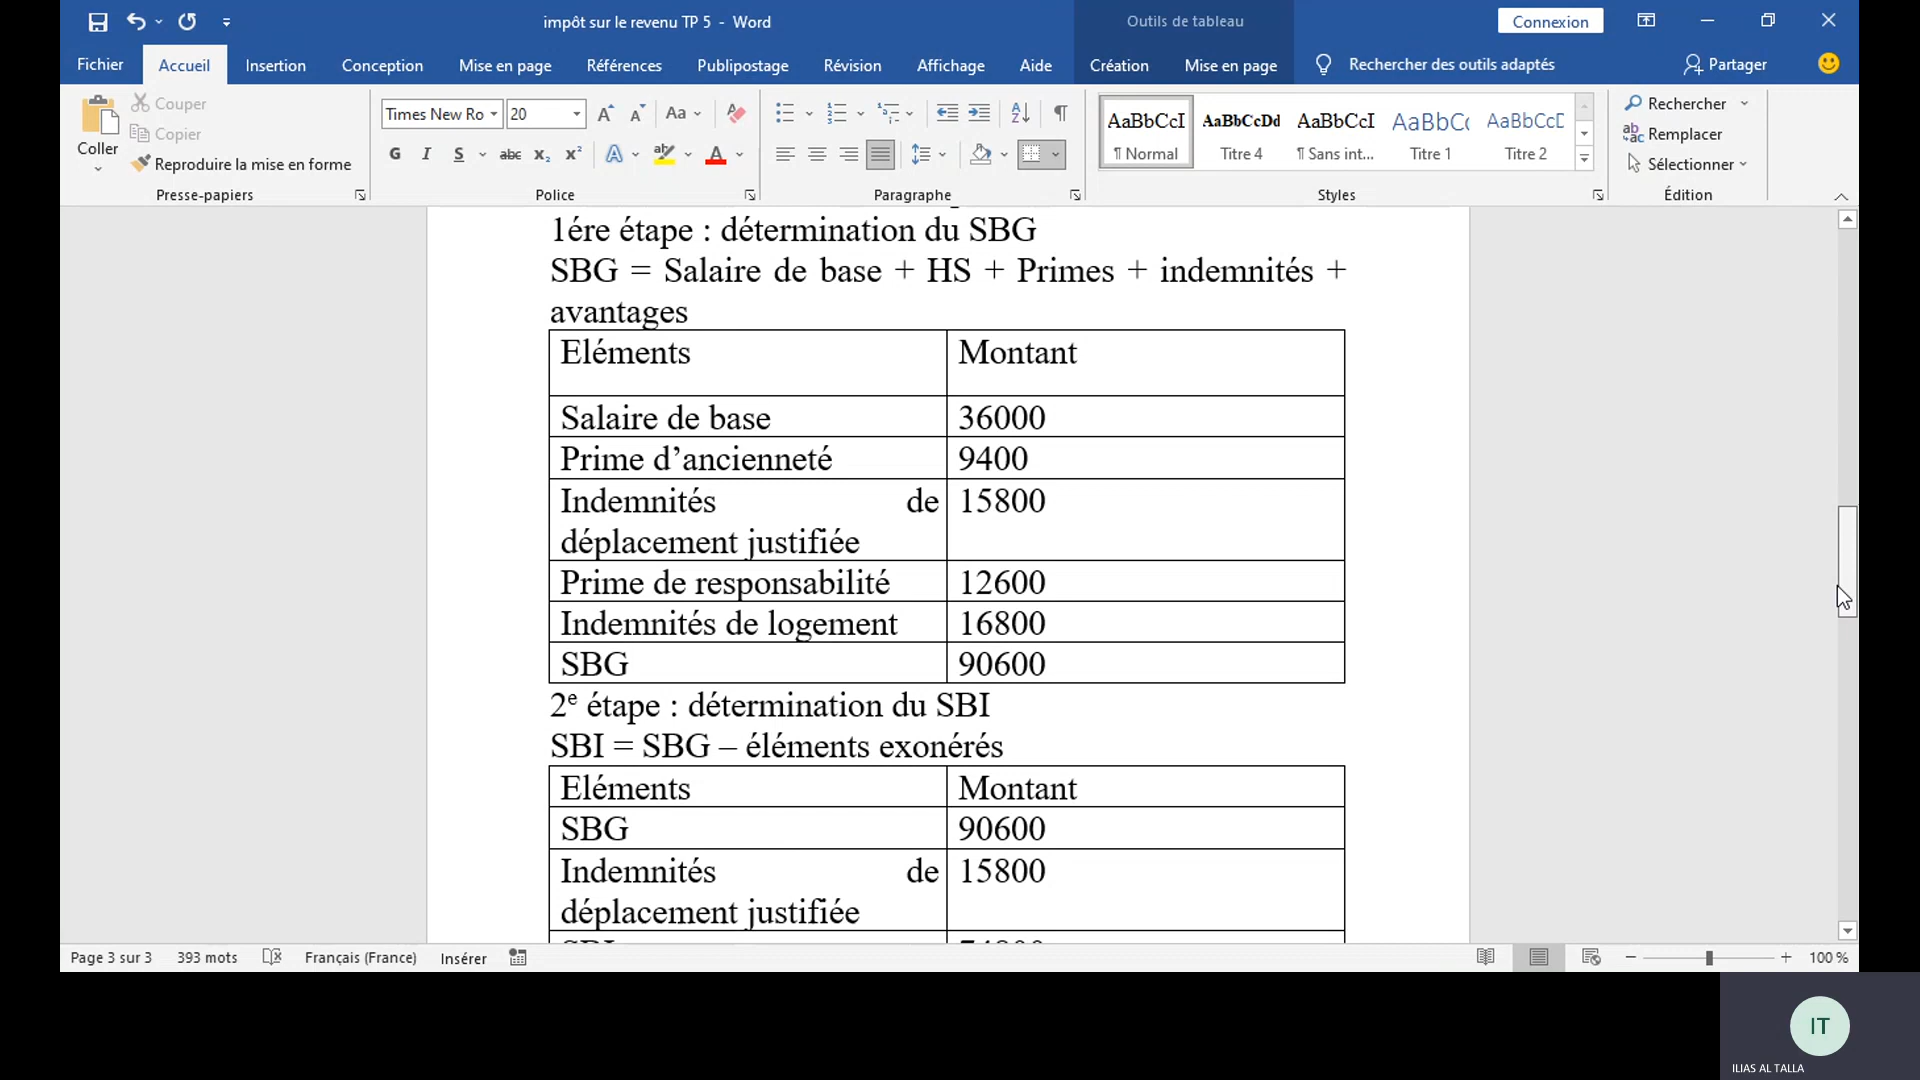 impôt sur le revenu TP 5 - Word
Outils de tableau
Connexion
Fichier
Accueil
Insertion
Conception
Mise en page
Références
Publipostage
Révision
Affichage
Aide
Création
Mise en page
Rechercher des outils adaptés
Partager
Coller
Couper
Copier
Reproduire la mise en forme
Presse-papiers
Times New Ro
20
Aa
G I S abc x₂ x²
Police
Paragraphe
AaBbCcI
¶ Normal
AaBbCcDd
Titre 4
AaBbCcI
¶ Sans int...
AaBbCc
Titre 1
AaBbCcD
Titre 2
Styles
Rechercher
Remplacer
Sélectionner
Édition
1ére étape : détermination du SBG
SBG = Salaire de base + HS + Primes + indemnités +
avantages
Eléments Montant
Salaire de base 36000
Prime d’ancienneté 9400
Indemnités de 15800
déplacement justifiée
Prime de responsabilité 12600
Indemnités de logement 16800
SBG 90600
2e étape : détermination du SBI
SBI = SBG – éléments exonérés
Eléments Montant
SBG 90600
Indemnités de 15800
déplacement justifiée
Page 3 sur 3
393 mots
Français (France)
Insérer
100 %
IT
ILIAS AL TALLA